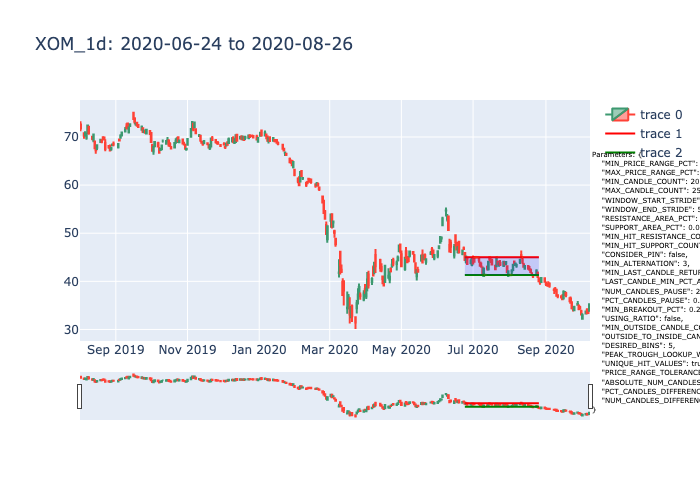 XOM_1d: 2020-06-24 to 2020-08-26
70
60
50
40
30
Sep 2019 Nov 2019 Jan 2020 Mar 2020 May 2020 Jul 2020 Sep 2020
trace 0
trace 1
trace 2
Parameters: {
"MIN_PRICE_RANGE_PCT":
"MAX_PRICE_RANGE_PCT":
"MIN_CANDLE_COUNT": 20
"MAX_CANDLE_COUNT": 25
"WINDOW_START_STRIDE"
"WINDOW_END_STRIDE": 5
"RESISTANCE_AREA_PCT":
"SUPPORT_AREA_PCT": 0.0
"MIN_HIT_RESISTANCE_CO
"MIN_HIT_SUPPORT_COUNT
"CONSIDER_PIN": false,
"MIN_ALTERNATION": 3,
"MIN_LAST_CANDLE_RETUR
"LAST_CANDLE_MIN_PCT_A
"NUM_CANDLES_PAUSE": 2
"PCT_CANDLES_PAUSE": 0.
"MIN_BREAKOUT_PCT": 0.2
"USING_RATIO": false,
"MIN_OUTSIDE_CANDLE_CO
"OUTSIDE_TO_INSIDE_CAN
"DESIRED_BINS": 5,
"PEAK_TROUGH_LOOKUP_W
"UNIQUE_HIT_VALUES": tru
"PRICE_RANGE_TOLERANC
"ABSOLUTE_NUM_CANDLES
"PCT_CANDLES_DIFFERENC
"NUM_CANDLES_DIFFEREN
}